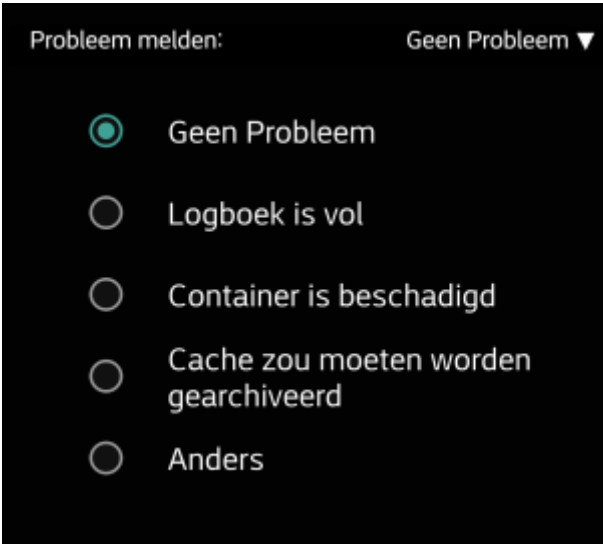 Probleem melden: Geen Probleem ▼
Geen Probleem
Logboek is vol
Container is beschadigd
Cache zou moeten worden
gearchiveerd
Anders